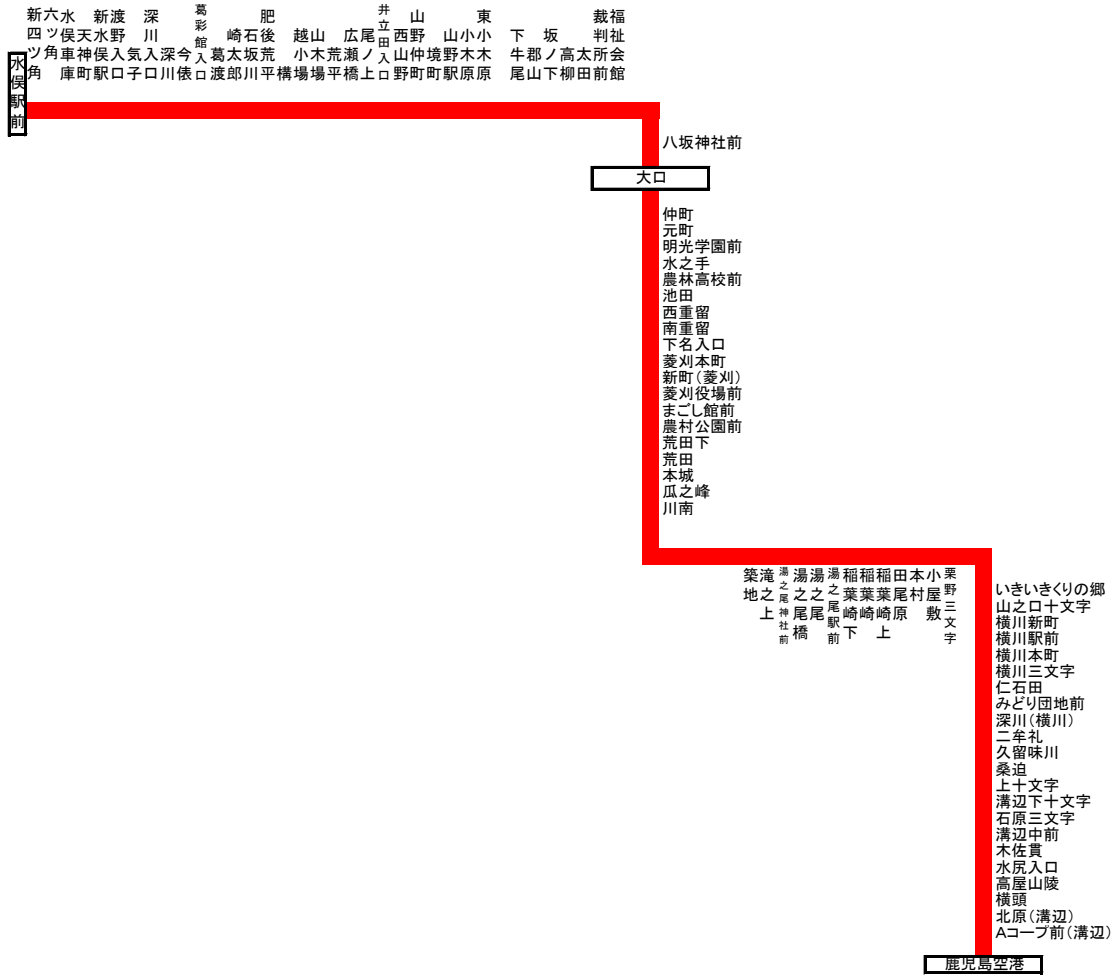 水俣駅前
新四ツ角
六ツ角
水俣車庫
天神町
新水俣駅
渡野入口
気子
深川入口
深川
今俵
葛彩館入口
葛渡
崎太郎
石坂川
肥後荒平
構
越小場
山木場
荒平
広瀬橋
尾ノ上
井立田入口
西山野
山野仲町
境町
山野駅
小木原
東小木原
下牛尾
郡山
坂ノ下
高柳
太田
裁判所前
福祉会館
八坂神社前
大口
仲町
元町
明光学園前
水之手
農林高校前
池田
西重留
南重留
下名入口
菱刈本町
新町(菱刈)
菱刈役場前
まごし館前
農村公園前
荒田下
荒田
本城
瓜之峰
川南
築地
滝之上
湯之尾神社前
湯之尾橋
湯之尾
湯之尾駅前
稲葉崎下
稲葉崎
稲葉崎上
田尾原
本村
小屋敷
栗野三文字
いきいきくりの郷
山之口十文字
横川新町
横川駅前
横川本町
横川三文字
仁石田
みどり団地前
深川(横川)
二牟礼
久留味川
桑迫
上十文字
溝辺下十文字
石原三文字
溝辺中前
木佐貫
水尻入口
高屋山陵
横頭
北原(溝辺)
Aコープ前(溝辺)
鹿児島空港